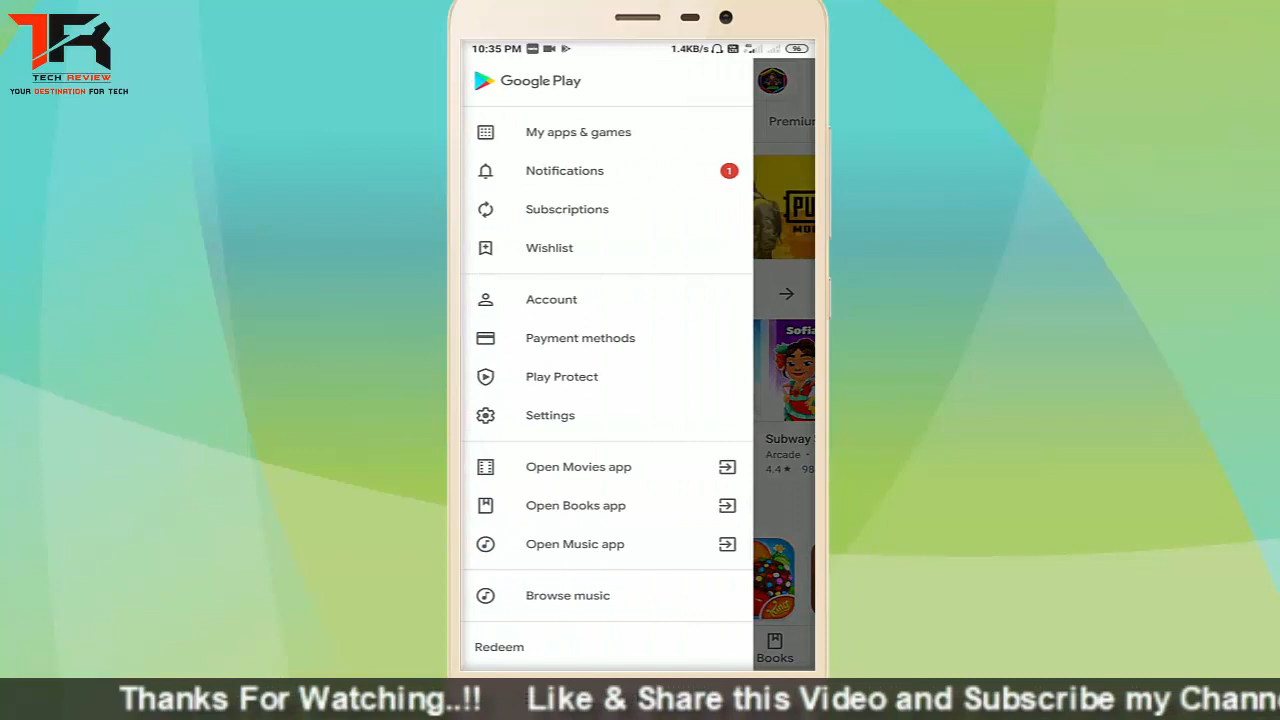 TECH REVIEW
YOUR DESTINATION FOR TECH
10:35 PM
1.4KB/s
96
Google Play
My apps & games
Notifications
1
Subscriptions
Wishlist
Account
Payment methods
Play Protect
Settings
Open Movies app
Open Books app
Open Music app
Browse music
Redeem
Premiu
PU
Sofia
Subway
Arcade •
4.4★ 98
King
Books
Thanks For Watching..!! Like & Share this Video and Subscribe my Chann